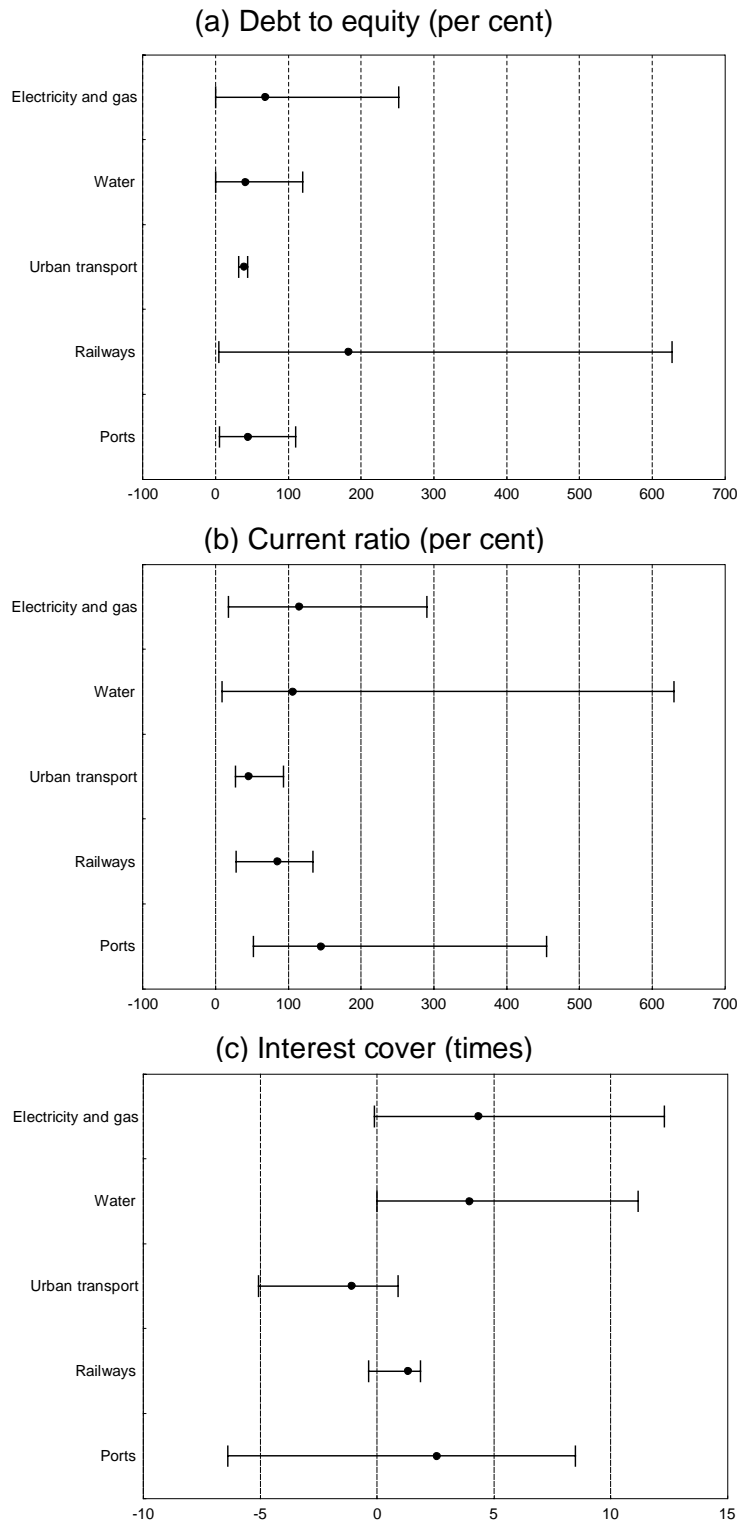 (a) Debt to equity (per cent)
Electricity and gas
Water
Urban transport
Railways
Ports
-100 0 100 200 300 400 500 600 700
(b) Current ratio (per cent)
Electricity and gas
Water
Urban transport
Railways
Ports
-100 0 100 200 300 400 500 600 700
(c) Interest cover (times)
Electricity and gas
Water
Urban transport
Railways
Ports
-10 -5 0 5 10 15